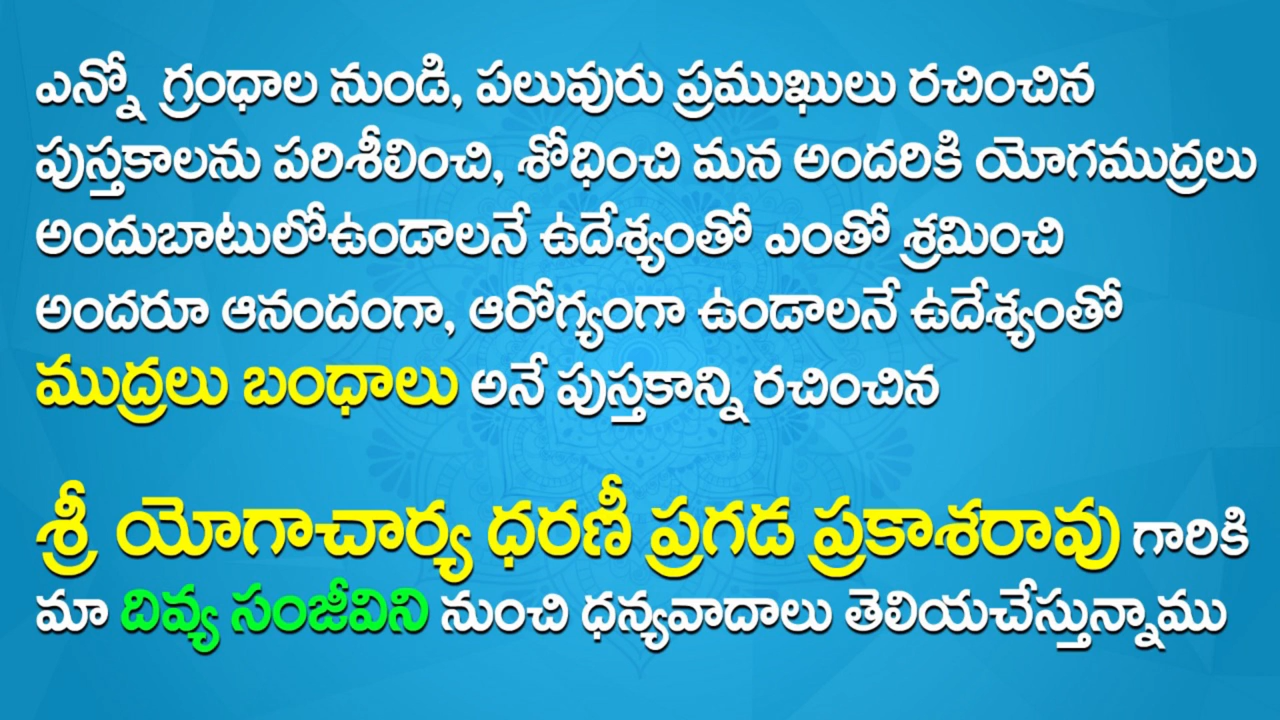 ఎన్నో గ్రంధాల నుండి, పలువురు ప్రముఖులు రచించిన
పుస్తకాలను పరిశీలించి, శోధించి మన అందరికి యోగముద్రలు
అందుబాటులోఉండాలనే ఉదేశ్యంతో ఎంతో శ్రమించి
అందరూ ఆనందంగా, ఆరోగ్యంగా ఉండాలనే ఉదేశ్యంతో
ముద్రలు బంధాలు అనే పుస్తకాన్ని రచించిన
శ్రీ యోగాచార్య ధరణీ ప్రగడ ప్రకాశరావు గారికి
మా దివ్య సంజీవిని నుంచి ధన్యవాదాలు తెలియచేస్తున్నాము